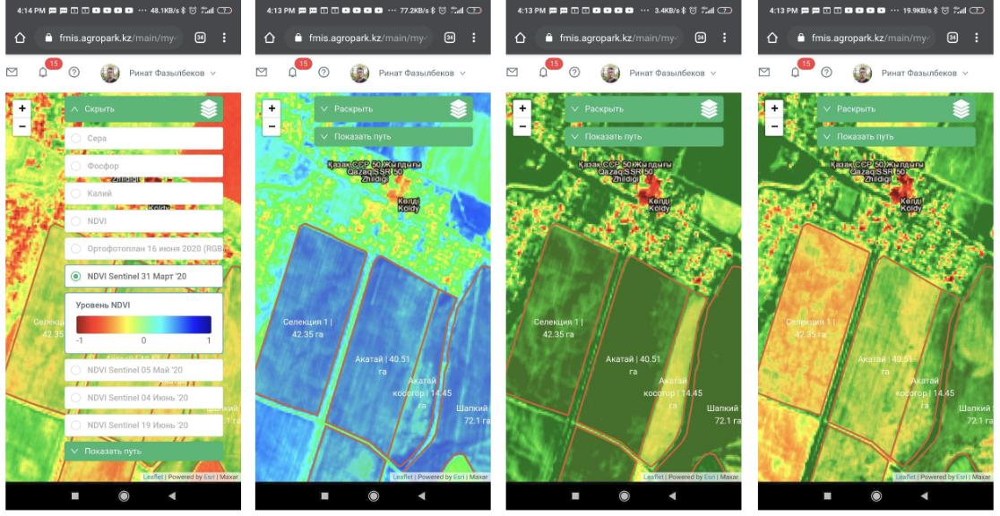 4:14 PM 48.1KB/s
fmis.agropark.kz/main/my- 34
15 Ринат Фазылбеков
+
−
Скрыть
Сера
Фосфор
Zhildigi
Калий
Koldy
NDVI
Ортофотоплан 16 июня 2020 (RGB
NDVI Sentinel 31 Март '20
Уровень NDVI
-1 0 1
42.35 га
NDVI Sentinel 05 Май '20
NDVI Sentinel 04 Июнь '20
NDVI Sentinel 19 Июнь '20
Показать путь
Leaflet | Powered by Esri | Maxar
4:13 PM 77.2KB/s
fmis.agropark.kz/main/my- 34
15 Ринат Фазылбеков
+
−
Раскрыть
Показать путь
Қазақ ССР 50 Жылдығы
Qazaq SSR 50
Zhildigi
Көлді
Koldy
Селекция 1 |
42.35 га
Акатай | 40.51
га
Акатай
косогор | 14.45
га
Шапкий
72.1 га
Leaflet | Powered by Esri | Maxar
4:13 PM 3.4KB/s
fmis.agropark.kz/main/my- 34
15 Ринат Фазылбеков
+
−
Раскрыть
Показать путь
Қазақ ССР 50 Жылдығы
Qazaq SSR 50
Zhildigi
Көлді
Koldy
Селекция 1 |
42.35 га
Акатай | 40.51
га
Акатай
косогор | 14.45
га
Шапкий
72.1 га
Leaflet | Powered by Esri | Maxar
4:13 PM 19.9KB/s
fmis.agropark.kz/main/my- 34
15 Ринат Фазылбеков
+
−
Раскрыть
Показать путь
Қазақ ССР 50 Жылдығы
Qazaq SSR 50
Zhildigi
Көлді
Koldy
Селекция 1 |
42.35 га
Акатай | 40.51
га
Акатай
косогор | 14.45
га
Шапкий
72.1 га
Leaflet | Powered by Esri | Maxar